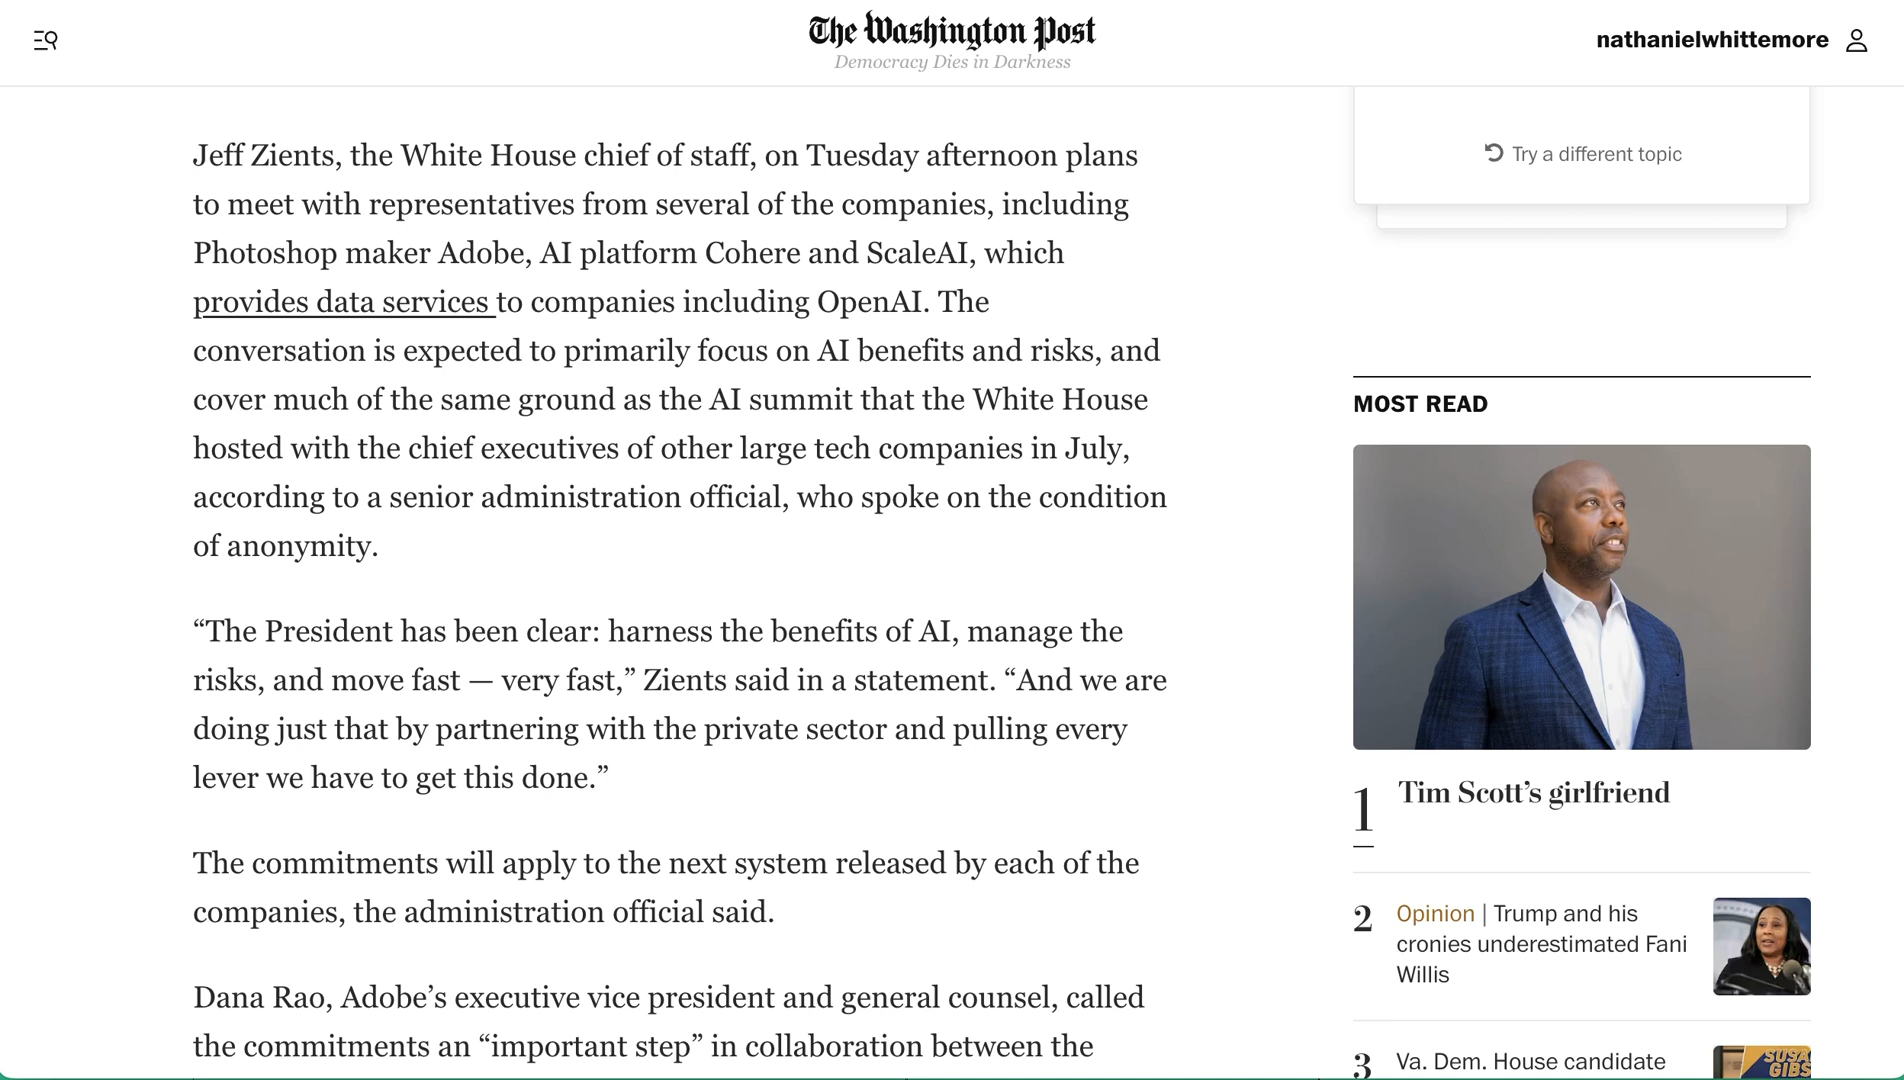 The Washington Post
Democracy Dies in Darkness
nathanielwhittemore
Jeff Zients, the White House chief of staff, on Tuesday afternoon plans
to meet with representatives from several of the companies, including
Photoshop maker Adobe, AI platform Cohere and ScaleAI, which
provides data services to companies including OpenAI. The
conversation is expected to primarily focus on AI benefits and risks, and
cover much of the same ground as the AI summit that the White House
hosted with the chief executives of other large tech companies in July,
according to a senior administration official, who spoke on the condition
of anonymity.
“The President has been clear: harness the benefits of AI, manage the
risks, and move fast — very fast,” Zients said in a statement. “And we are
doing just that by partnering with the private sector and pulling every
lever we have to get this done.”
The commitments will apply to the next system released by each of the
companies, the administration official said.
Dana Rao, Adobe’s executive vice president and general counsel, called
the commitments an “important step” in collaboration between the
Try a different topic
MOST READ
1
Tim Scott’s girlfriend
2
Opinion | Trump and his
cronies underestimated Fani
Willis
3
Va. Dem. House candidate
SUSA
GIBS